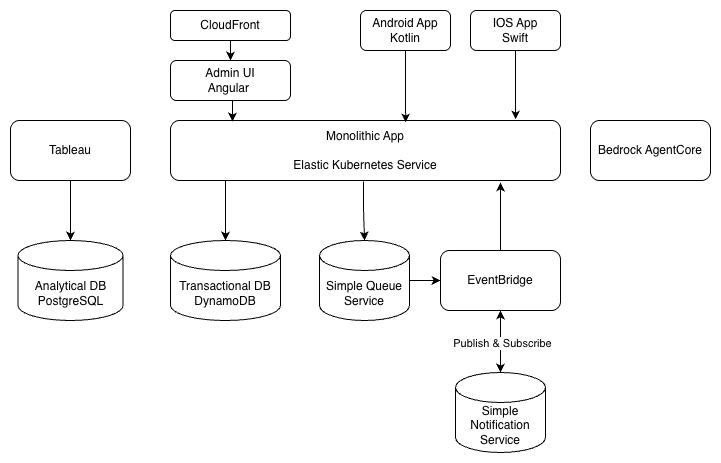 CloudFront
Android App
Kotlin
IOS App
Swift
Admin UI
Angular
Tableau
Monolithic App
Elastic Kubernetes Service
Bedrock AgentCore
Analytical DB
PostgreSQL
Transactional DB
DynamoDB
Simple Queue
Service
EventBridge
Publish & Subscribe
Simple
Notification
Service